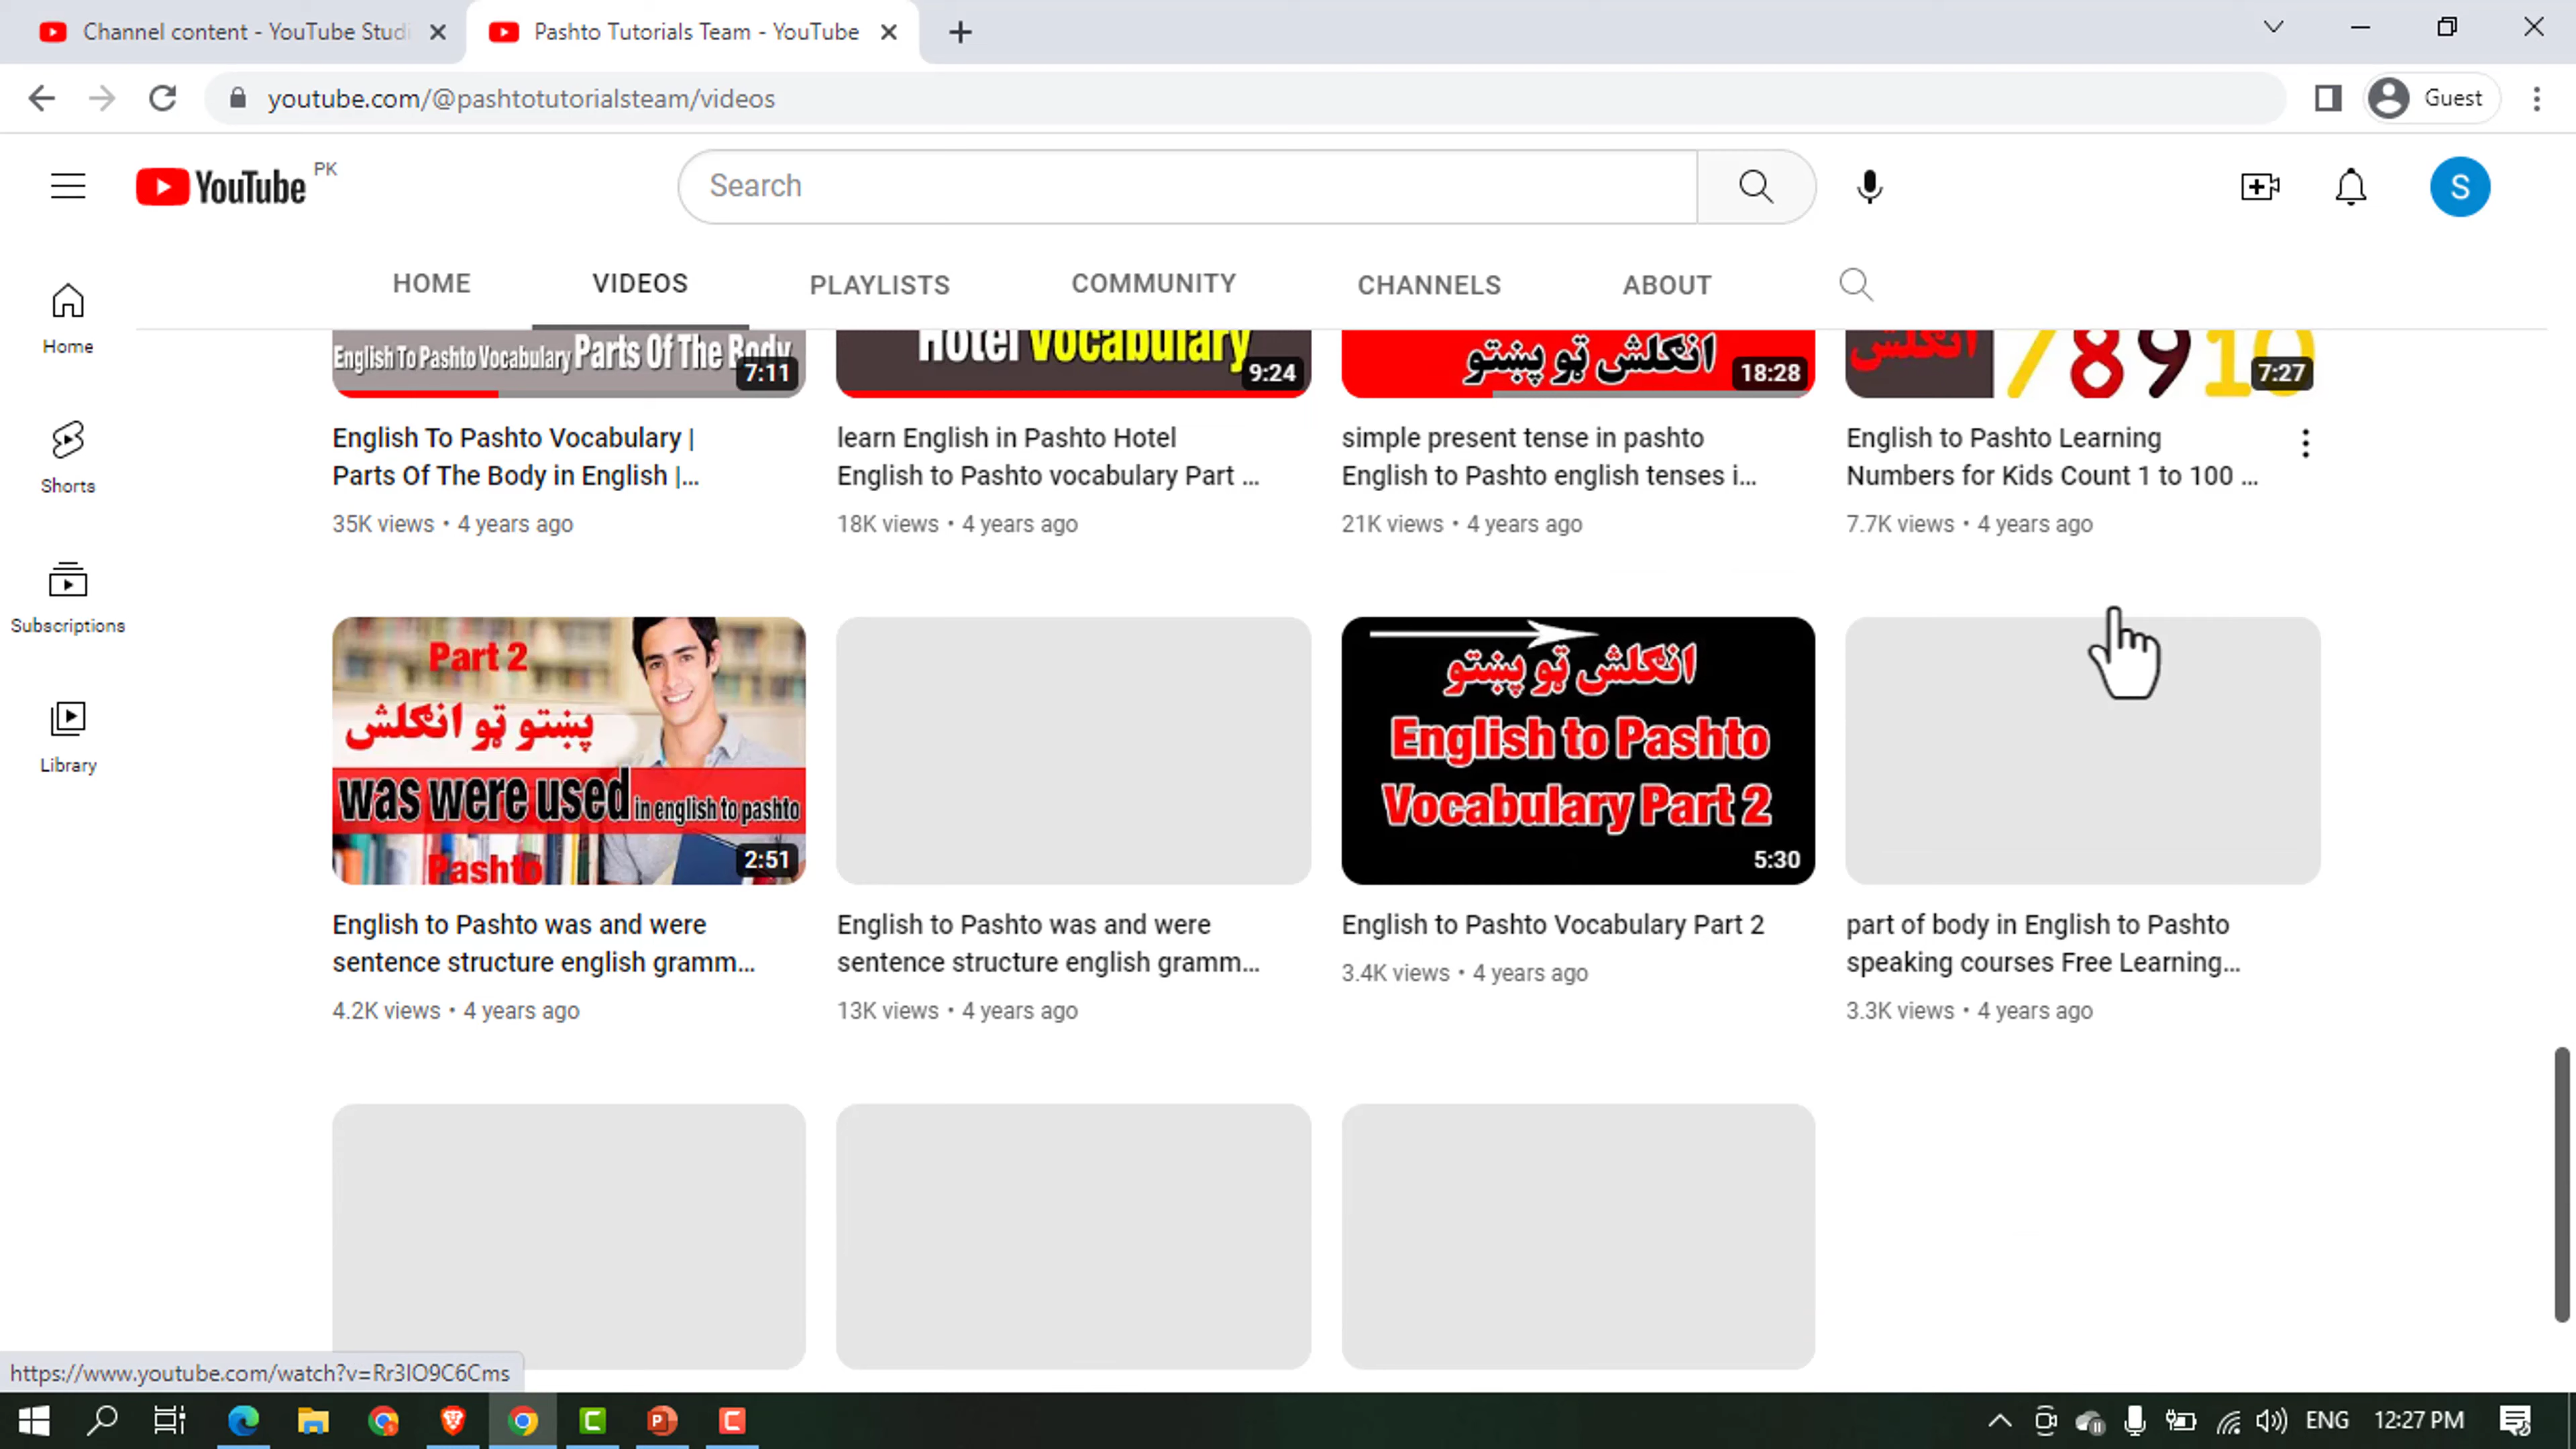 Channel content - YouTube Studi
Pashto Tutorials Team - YouTube
youtube.com/@pashtotutorialsteam/videos
Guest
YouTube PK
Search
S
HOME VIDEOS PLAYLISTS COMMUNITY CHANNELS ABOUT
Home
Shorts
Subscriptions
Library
English To Pashto Vocabulary Parts Of The Body
7:11
Hotel Vocabulary
9:24
انګلش ټو پښتو
18:28
انګلش
7 8 9 10
7:27
English To Pashto Vocabulary |
Parts Of The Body in English |...
35K views • 4 years ago
learn English in Pashto Hotel
English to Pashto vocabulary Part ...
18K views • 4 years ago
simple present tense in pashto
English to Pashto english tenses i...
21K views • 4 years ago
English to Pashto Learning
Numbers for Kids Count 1 to 100 ...
7.7K views • 4 years ago
Part 2
پښتو ټو انګلش
was were used in english to pashto
Pashto
2:51
انګلش ټو پښتو
English to Pashto
Vocabulary Part 2
5:30
English to Pashto was and were
sentence structure english gramm...
4.2K views • 4 years ago
English to Pashto was and were
sentence structure english gramm...
13K views • 4 years ago
English to Pashto Vocabulary Part 2
3.4K views • 4 years ago
part of body in English to Pashto
speaking courses Free Learning...
3.3K views • 4 years ago
https://www.youtube.com/watch?v=Rr3IO9C6Cms
ENG
12:27 PM